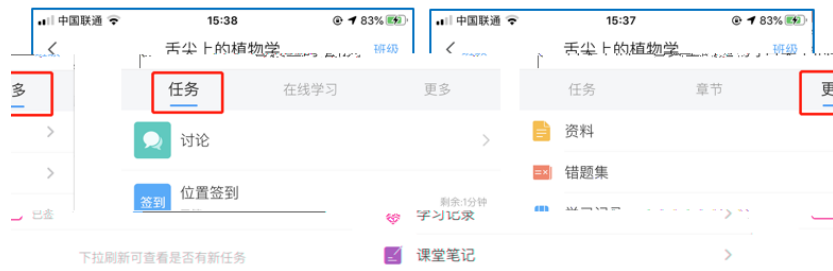 中国联通 15:38 83%
中国联通 15:37 83%
舌尖上的植物学 班级
舌尖上的植物学 班级
多 任务 在线学习 更多 任务 章节 更
讨论 资料
错题集
位置签到
签到
剩余:1分钟
学习记录
下拉刷新可查看是否有新任务
课堂笔记